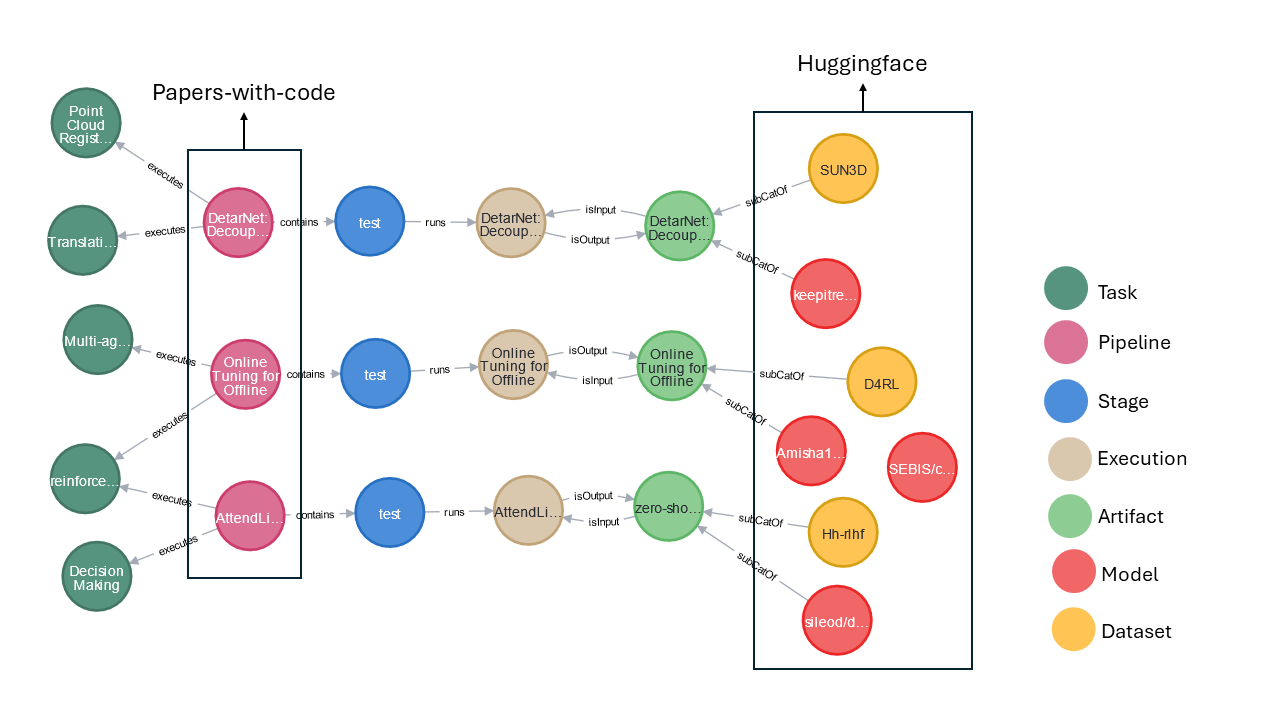 Huggingface
Papers-with-code
Point
Cloud
Regist...
executes
Translati...
executes
DetarNet:
Decoup...
contains
test
runs
DetarNet:
Decoup...
isInput
isOutput
DetarNet:
Decoup...
subCatOf
SUN3D
subCatOf
keepitre...
Multi-ag...
executes
Online
Tuning for
Offline
contains
test
runs
Online
Tuning for
Offline
isOutput
isInput
Online
Tuning for
Offline
subCatOf
D4RL
subCatOf
Amisha1...
SEBIS/c...
executes
reinforce...
executes
AttendLi...
contains
test
runs
AttendLi...
isOutput
isInput
zero-sho...
subCatOf
Hh-rlhf
subCatOf
sileod/d...
executes
Decision
Making
Task
Pipeline
Stage
Execution
Artifact
Model
Dataset